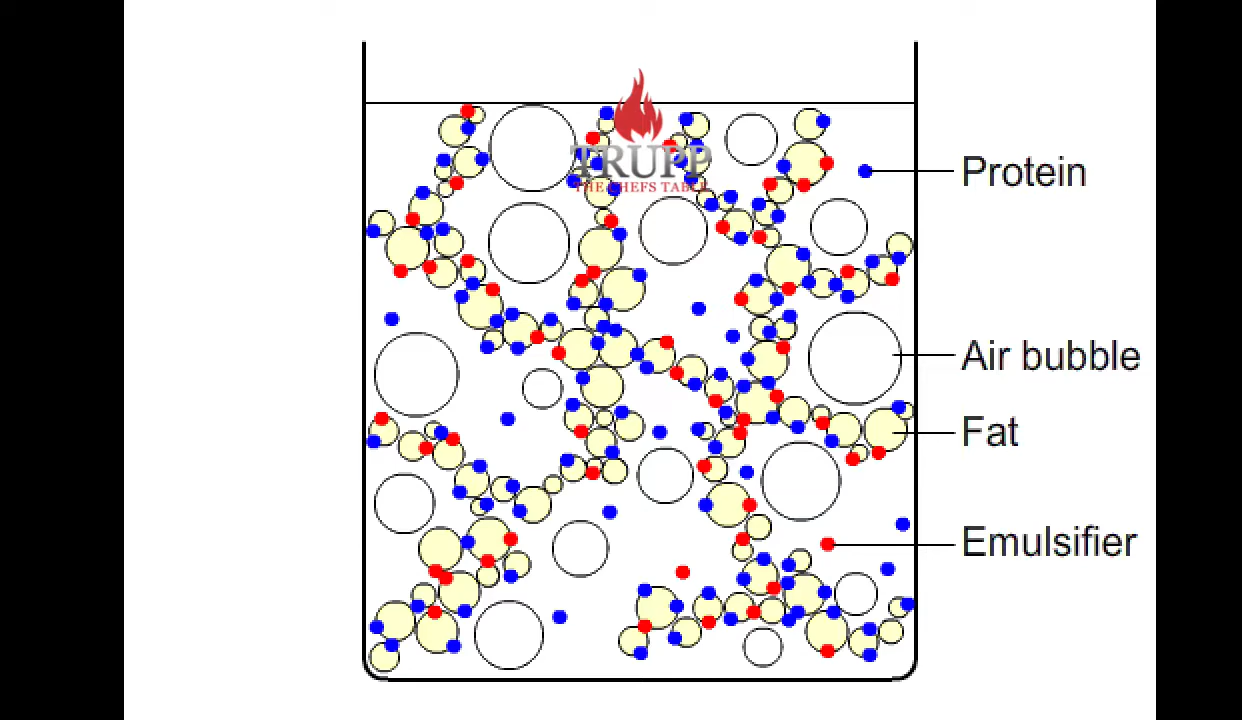 TRUPP
THE CHEFS TABLE
Protein
Air bubble
Fat
Emulsifier